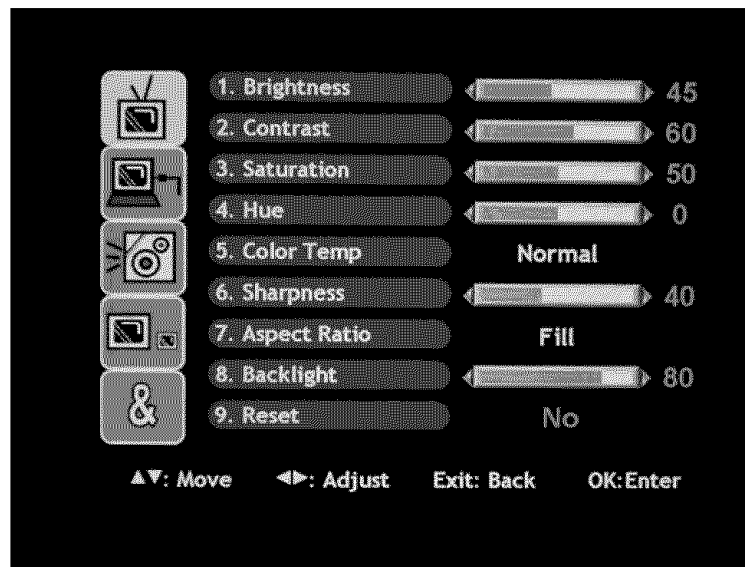 1. Brightness 45
2. Contrast 60
3. Saturation 50
4. Hue 0
5. Color Temp Normal
6. Sharpness 40
7. Aspect Ratio Fill
8. Backlight 80
&
9. Reset No
▲▼: Move ◀▶: Adjust Exit: Back OK:Enter